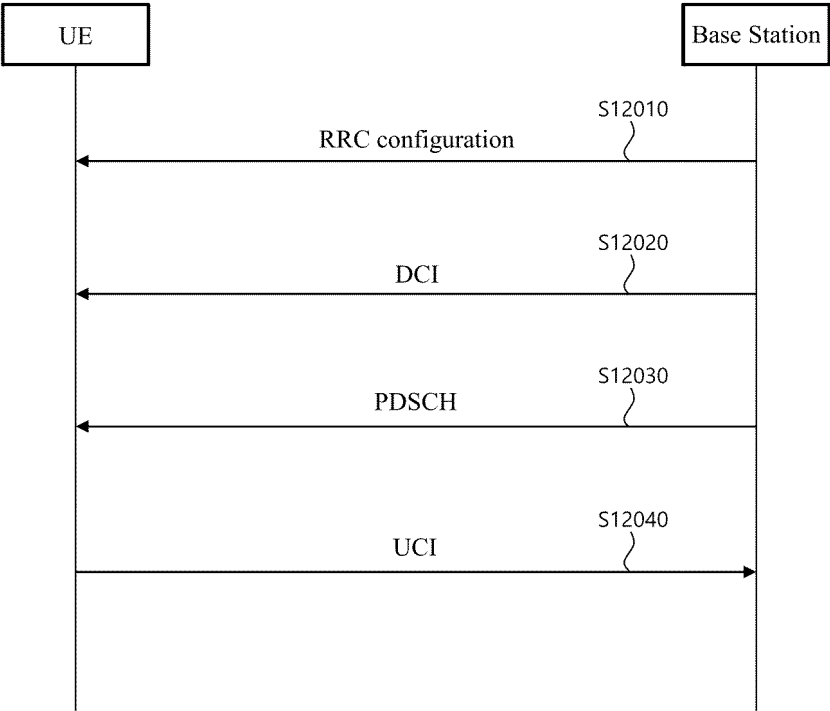 UE
Base Station
S12010
RRC configuration
S12020
DCI
S12030
PDSCH
S12040
UCI